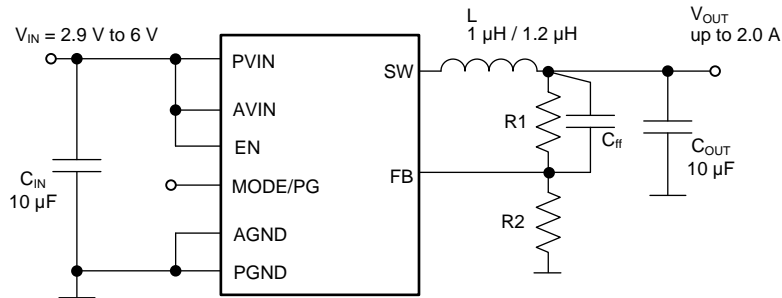 V_IN = 2.9 V to 6 V
PVIN
AVIN
EN
MODE/PG
AGND
PGND
SW
FB
C_IN
10 µF
L
1 µH / 1.2 µH
R1
C_ff
R2
V_OUT
up to 2.0 A
C_OUT
10 µF